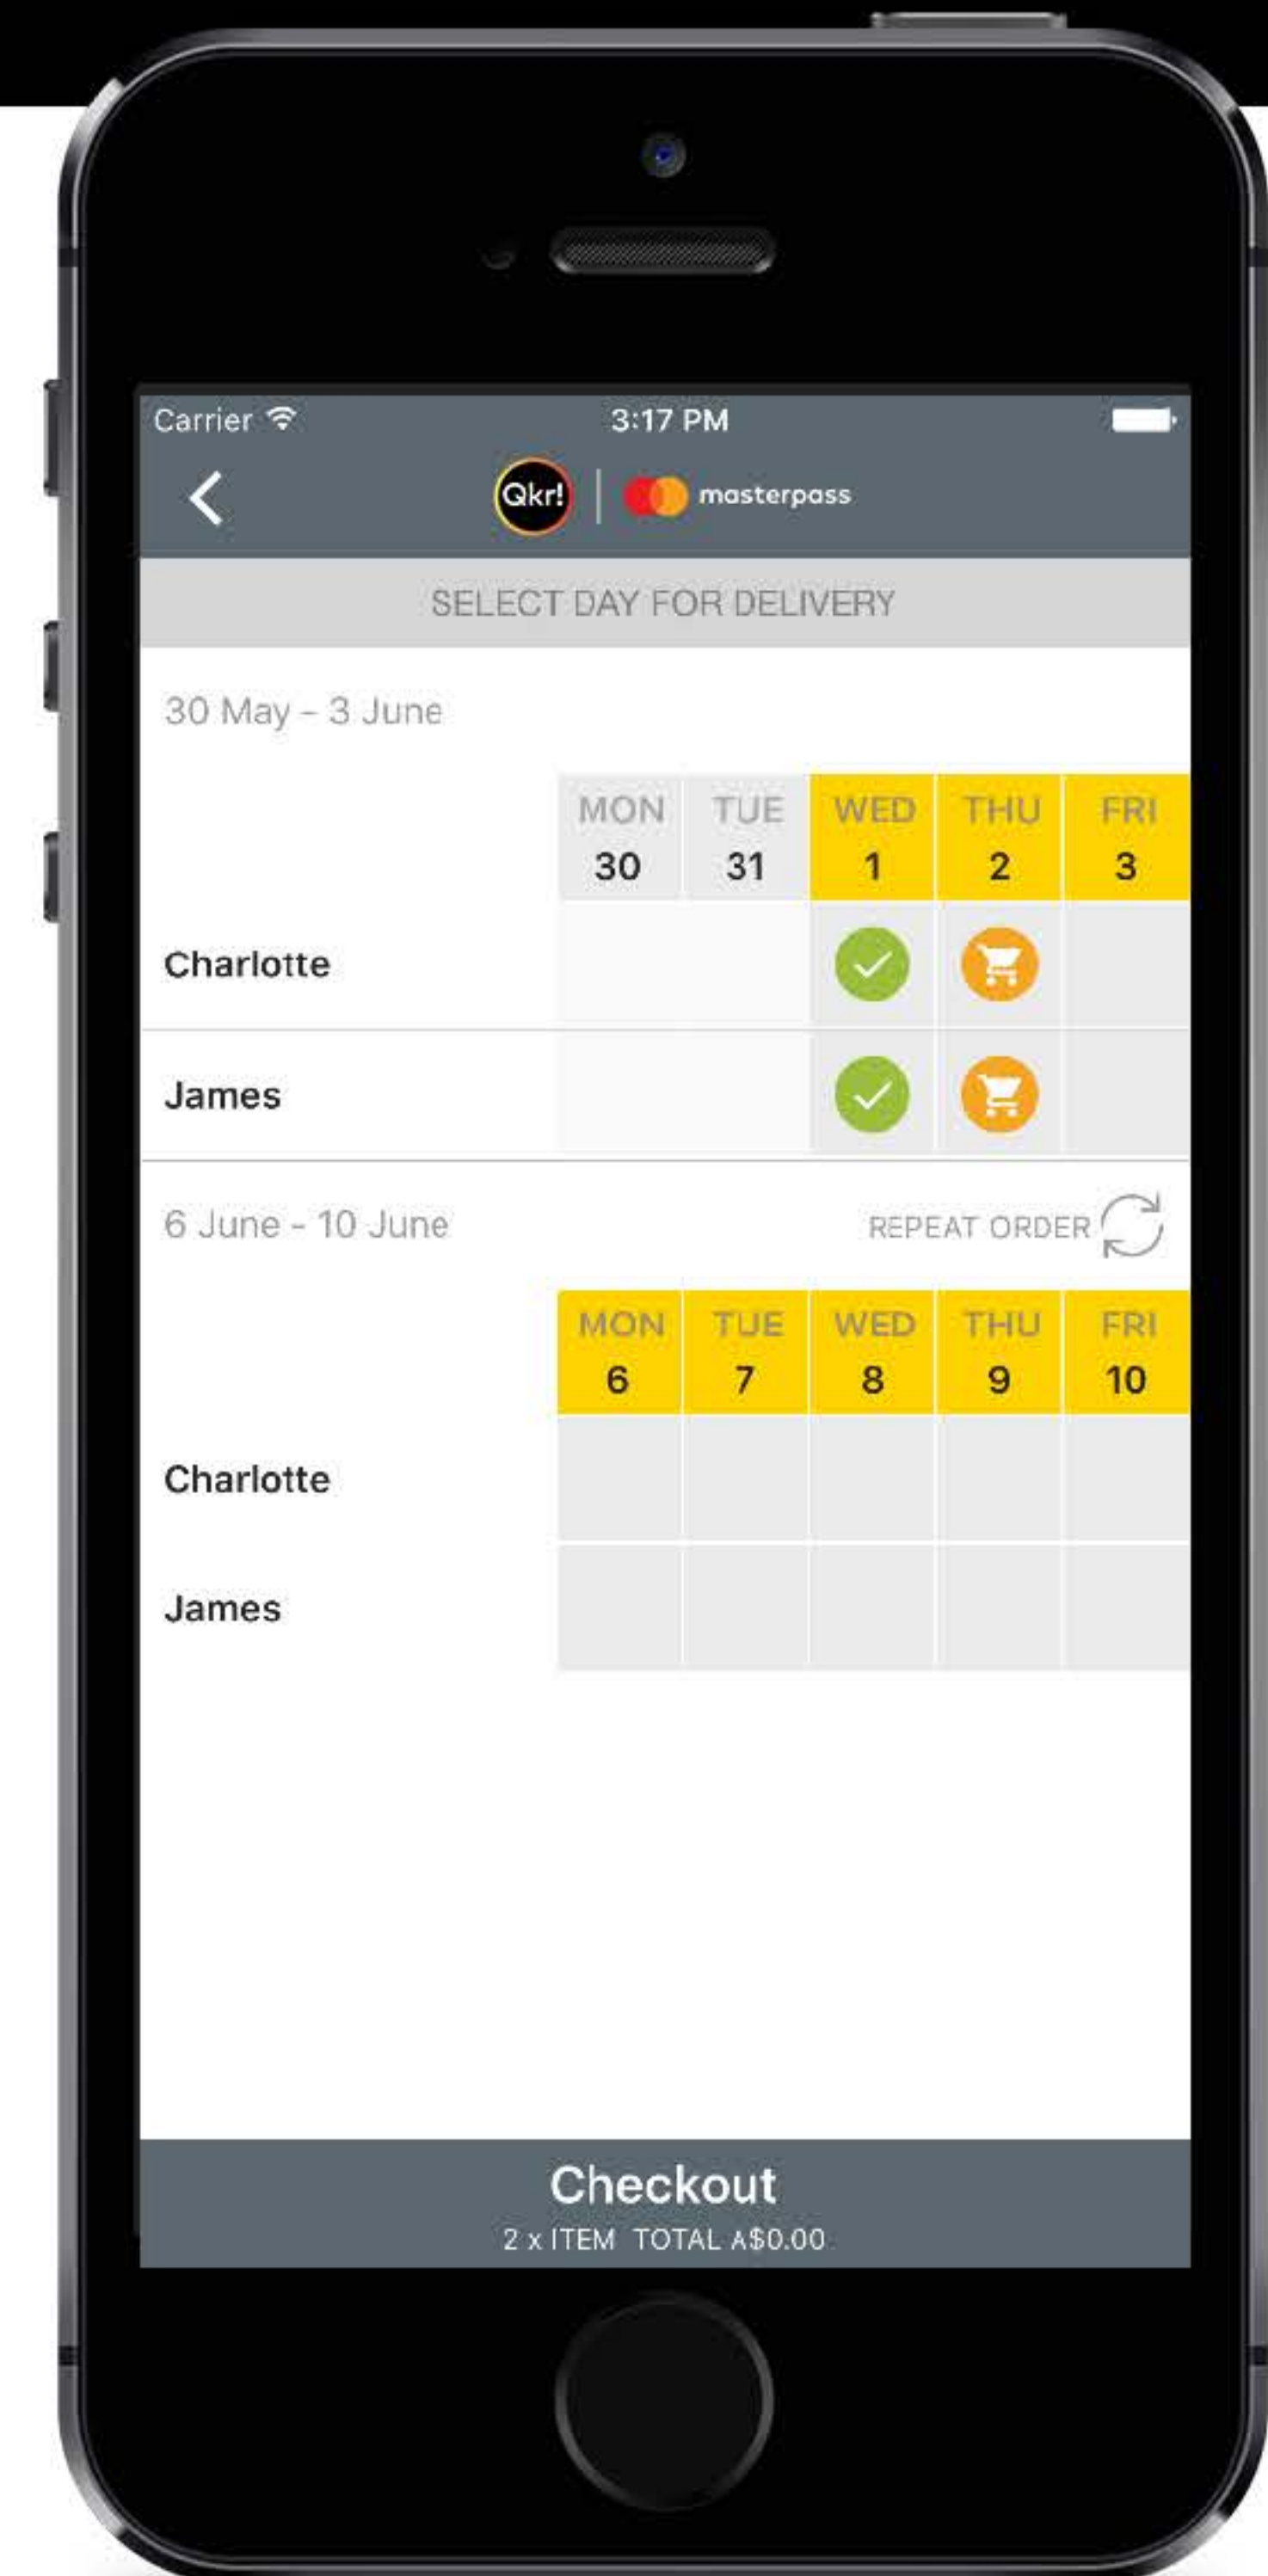 Carrier 3:17 PM
Qkr! masterpass
SELECT DAY FOR DELIVERY
30 May - 3 June
MON TUE WED THU FRI
30 31 1 2 3
Charlotte
James
6 June - 10 June REPEAT ORDER
MON TUE WED THU FRI
6 7 8 9 10
Charlotte
James
Checkout
2 x ITEM TOTAL A$0.00